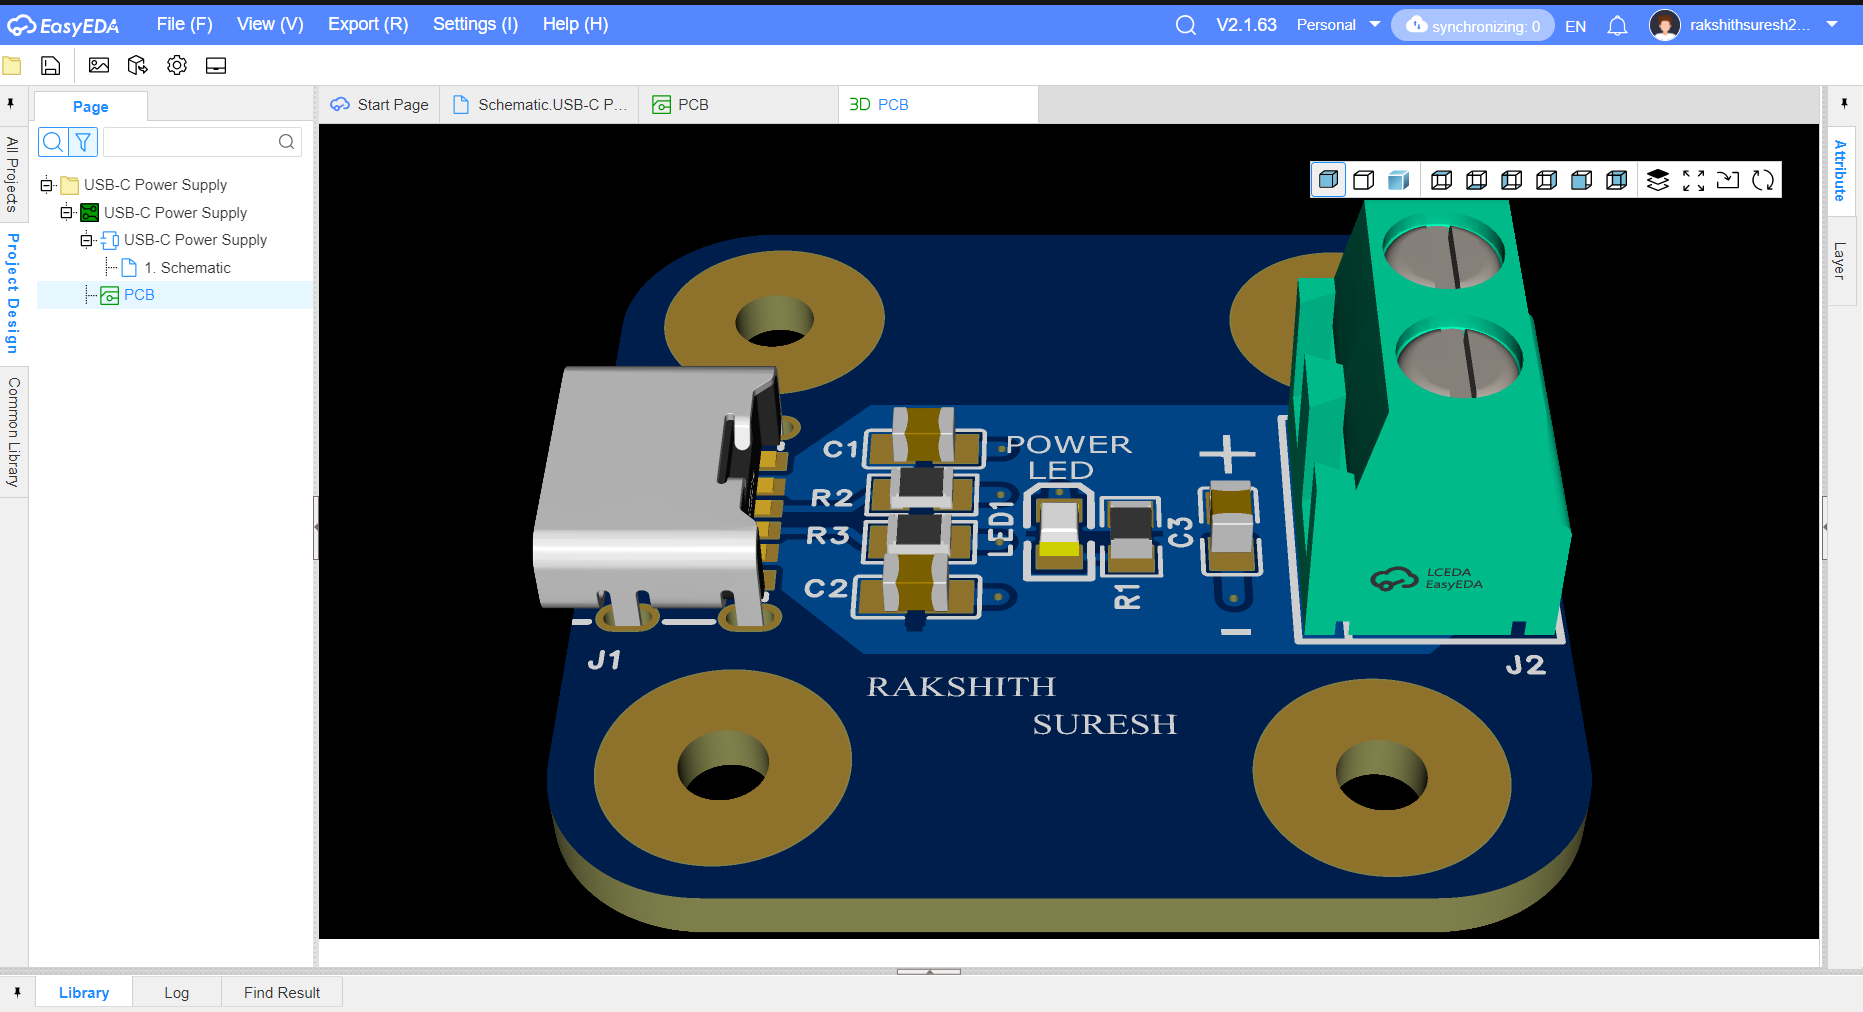 EasyEDA
File (F)
View (V)
Export (R)
Settings (I)
Help (H)
V2.1.63
Personal
synchronizing: 0
EN
rakshithsuresh2...
Page
Start Page
Schematic.USB-C P...
PCB
3D PCB
All Projects
Project Design
Common Library
USB-C Power Supply
USB-C Power Supply
USB-C Power Supply
1. Schematic
PCB
Attribute
Layer
C1
POWER
LED
R2
R3
LED1
C3
C2
R1
+
−
LCEDA
EasyEDA
J1
J2
RAKSHITH
SURESH
Library
Log
Find Result